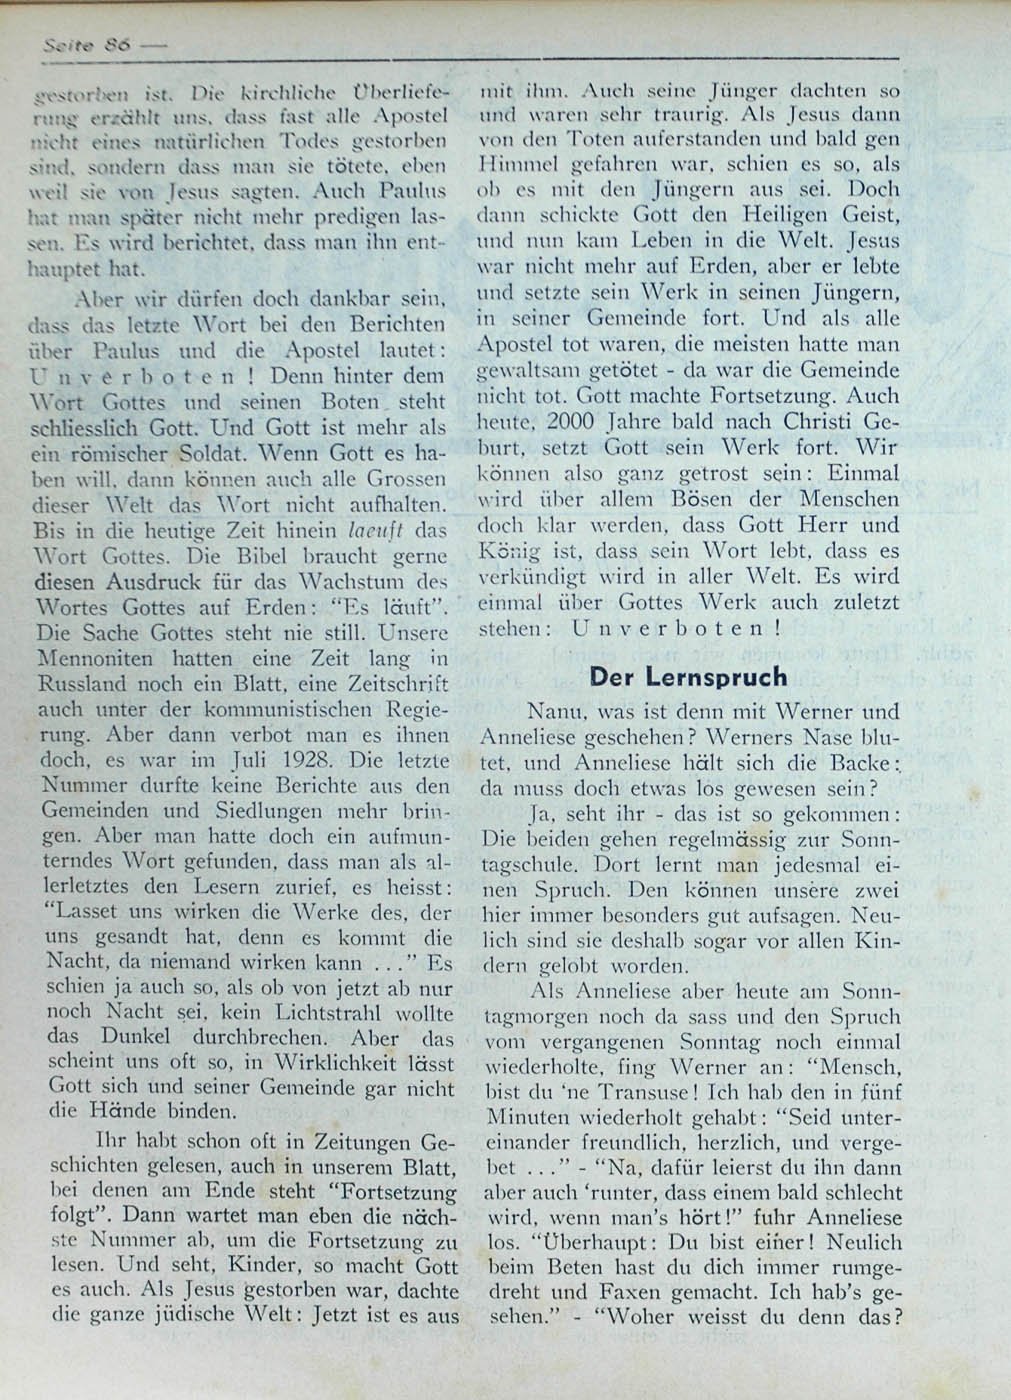 Seite 86 —
gestorben ist. Die kirchliche Überliefe-
rung erzählt uns, dass fast alle Apostel
nicht eines natürlichen Todes gestorben
sind, sondern dass man sie tötete, eben
weil sie von Jesus sagten. Auch Paulus
hat man später nicht mehr predigen las-
sen. Es wird berichtet, dass man ihn ent-
hauptet hat.
Aber wir dürfen doch dankbar sein,
dass das letzte Wort bei den Berichten
über Paulus und die Apostel lautet:
U n v e r b o t e n ! Denn hinter dem
Wort Gottes und seinen Boten steht
schliesslich Gott. Und Gott ist mehr als
ein römischer Soldat. Wenn Gott es ha-
ben will, dann können auch alle Grossen
dieser Welt das Wort nicht aufhalten.
Bis in die heutige Zeit hinein laeuft das
Wort Gottes. Die Bibel braucht gerne
diesen Ausdruck für das Wachstum des
Wortes Gottes auf Erden: “Es läuft”.
Die Sache Gottes steht nie still. Unsere
Mennoniten hatten eine Zeit lang in
Russland noch ein Blatt, eine Zeitschrift
auch unter der kommunistischen Regie-
rung. Aber dann verbot man es ihnen
doch, es war im Juli 1928. Die letzte
Nummer durfte keine Berichte aus den
Gemeinden und Siedlungen mehr brin-
gen. Aber man hatte doch ein aufmun-
terndes Wort gefunden, dass man als al-
lerletztes den Lesern zurief, es heisst:
“Lasset uns wirken die Werke des, der
uns gesandt hat, denn es kommt die
Nacht, da niemand wirken kann ...” Es
schien ja auch so, als ob von jetzt ab nur
noch Nacht sei, kein Lichtstrahl wollte
das Dunkel durchbrechen. Aber das
scheint uns oft so, in Wirklichkeit lässt
Gott sich und seiner Gemeinde gar nicht
die Hände binden.
Ihr habt schon oft in Zeitungen Ge-
schichten gelesen, auch in unserem Blatt,
bei denen am Ende steht “Fortsetzung
folgt”. Dann wartet man eben die näch-
ste Nummer ab, um die Fortsetzung zu
lesen. Und seht, Kinder, so macht Gott
es auch. Als Jesus gestorben war, dachte
die ganze jüdische Welt: Jetzt ist es aus
mit ihm. Auch seine Jünger dachten so
und waren sehr traurig. Als Jesus dann
von den Toten auferstanden und bald gen
Himmel gefahren war, schien es so, als
ob es mit den Jüngern aus sei. Doch
dann schickte Gott den Heiligen Geist,
und nun kam Leben in die Welt. Jesus
war nicht mehr auf Erden, aber er lebte
und setzte sein Werk in seinen Jüngern,
in seiner Gemeinde fort. Und als alle
Apostel tot waren, die meisten hatte man
gewaltsam getötet - da war die Gemeinde
nicht tot. Gott machte Fortsetzung. Auch
heute, 2000 Jahre bald nach Christi Ge-
burt, setzt Gott sein Werk fort. Wir
können also ganz getrost sein: Einmal
wird über allem Bösen der Menschen
doch klar werden, dass Gott Herr und
König ist, dass sein Wort lebt, dass es
verkündigt wird in aller Welt. Es wird
einmal über Gottes Werk auch zuletzt
stehen: U n v e r b o t e n !
Der Lernspruch
Nanu, was ist denn mit Werner und
Anneliese geschehen? Werners Nase blu-
tet, und Anneliese hält sich die Backe;
da muss doch etwas los gewesen sein?
Ja, seht ihr - das ist so gekommen:
Die beiden gehen regelmässig zur Sonn-
tagschule. Dort lernt man jedesmal ei-
nen Spruch. Den können unsere zwei
hier immer besonders gut aufsagen. Neu-
lich sind sie deshalb sogar vor allen Kin-
dern gelobt worden.
Als Anneliese aber heute am Sonn-
tagmorgen noch da sass und den Spruch
vom vergangenen Sonntag noch einmal
wiederholte, fing Werner an: “Mensch,
bist du ‘ne Transuse! Ich hab den in fünf
Minuten wiederholt gehabt: “Seid unter-
einander freundlich, herzlich, und verge-
bet ...” - “Na, dafür leierst du ihn dann
aber auch ‘runter, dass einem bald schlecht
wird, wenn man’s hört!” fuhr Anneliese
los. “Überhaupt: Du bist einer! Neulich
beim Beten hast du dich immer rumge-
dreht und Faxen gemacht. Ich hab’s ge-
sehen.” - “Woher weisst du denn das?